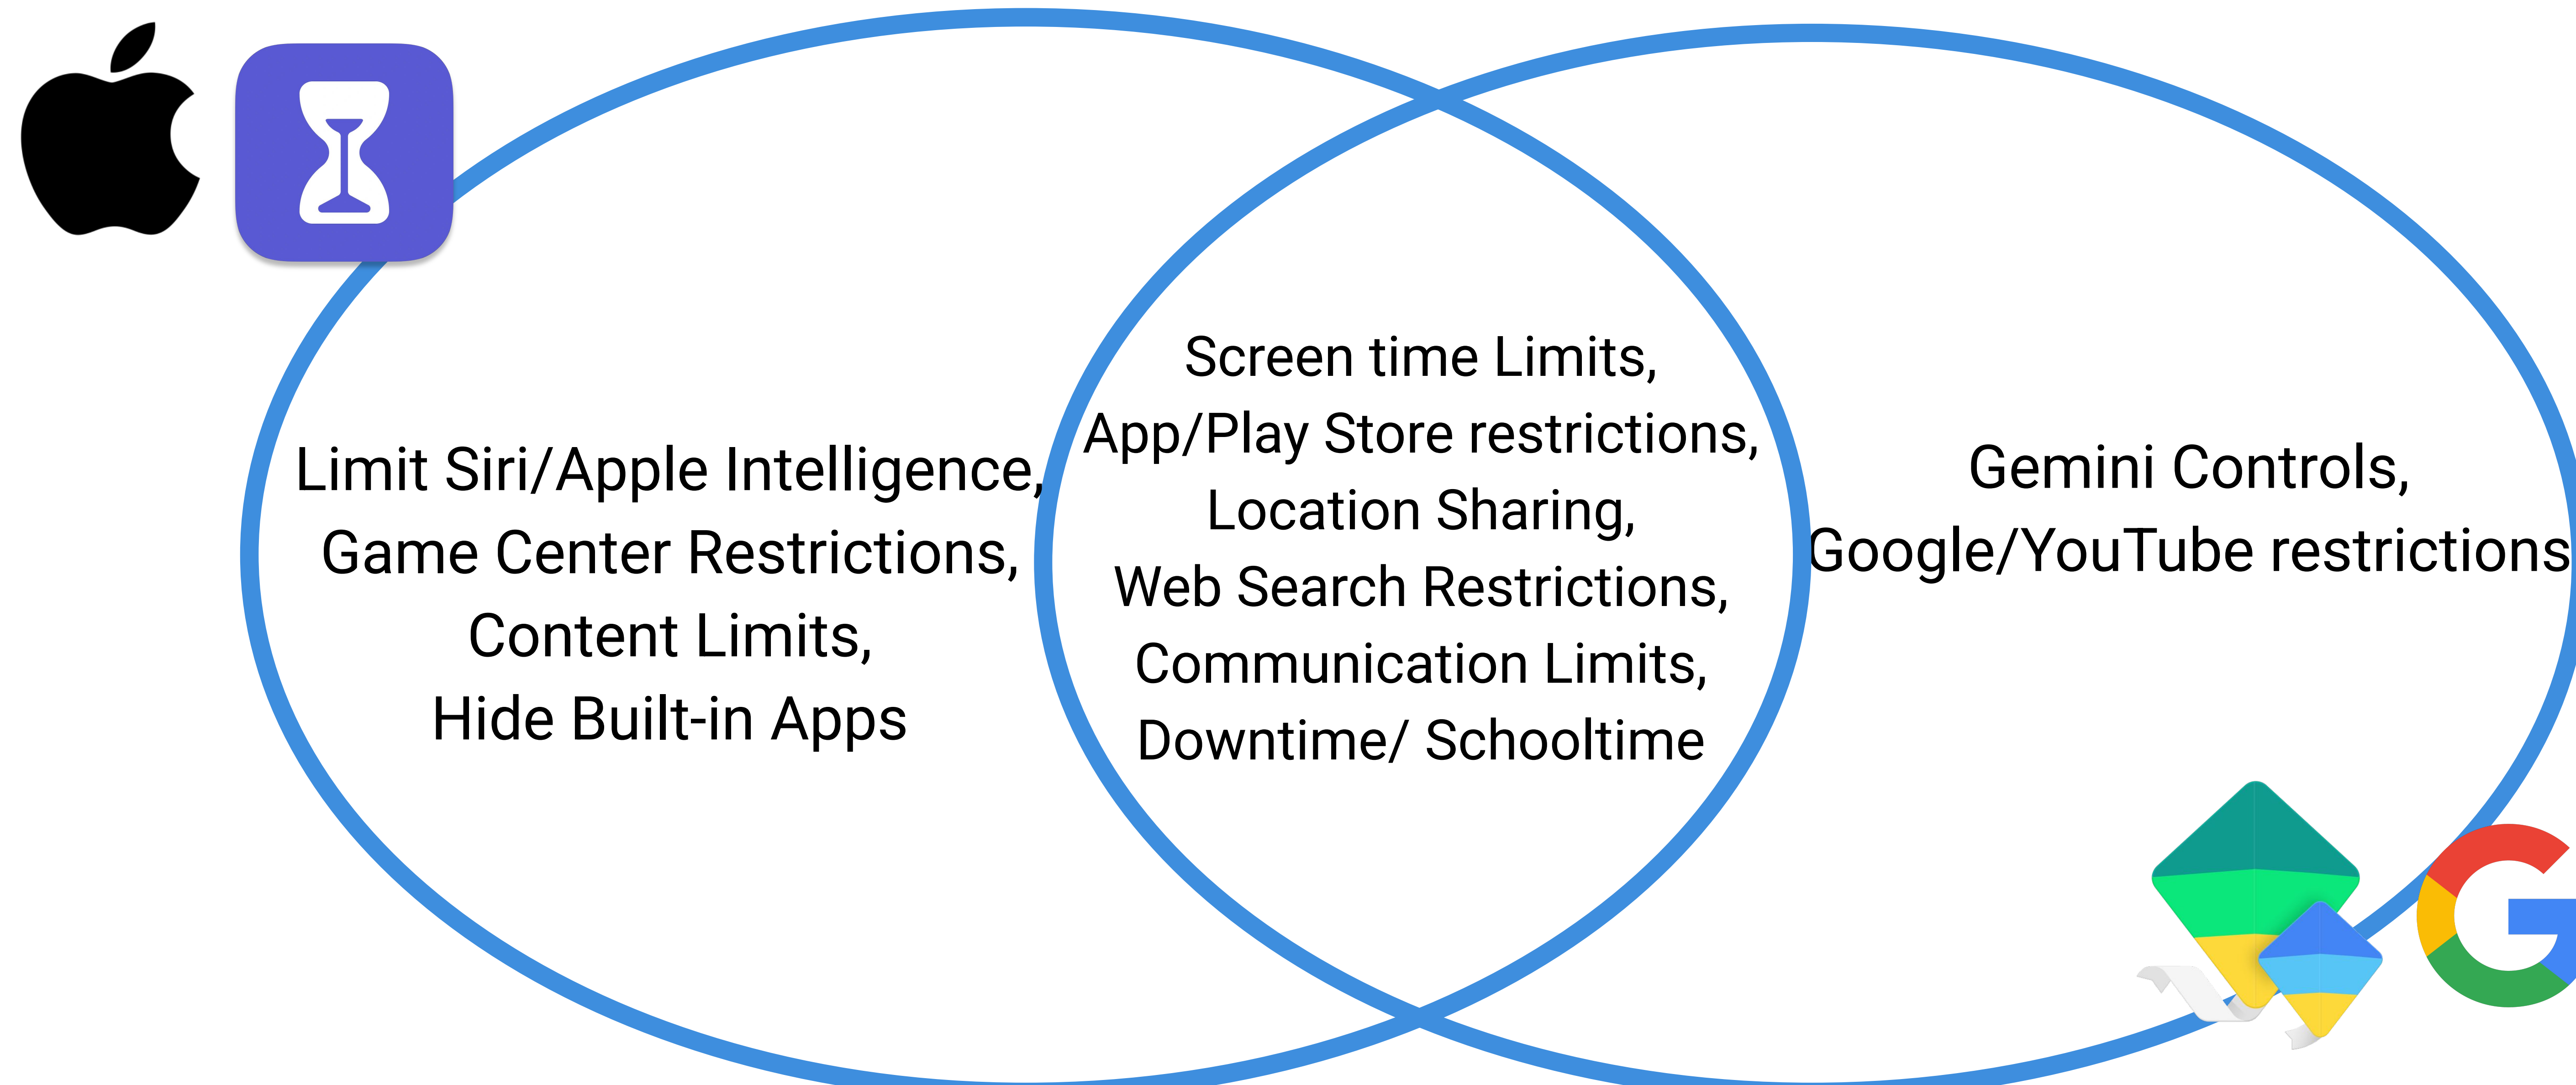 Limit Siri/Apple Intelligence,
Game Center Restrictions,
Content Limits,
Hide Built-in Apps
Screen time Limits,
App/Play Store restrictions,
Location Sharing,
Web Search Restrictions,
Communication Limits,
Downtime/ Schooltime
Gemini Controls,
Google/YouTube restrictions